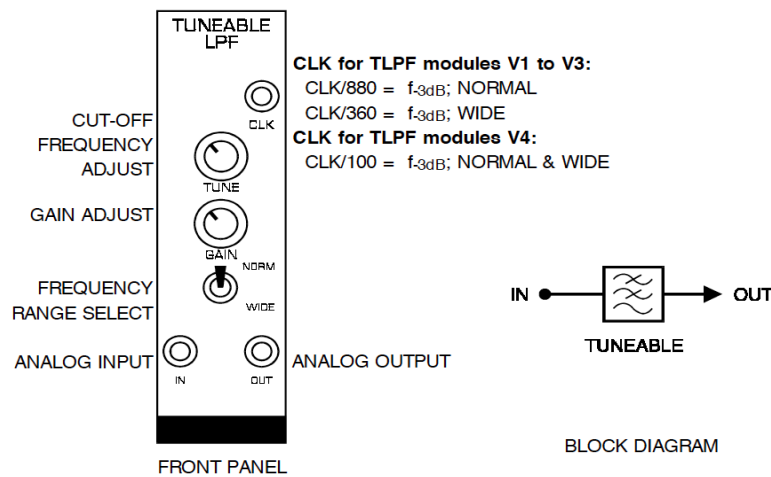 TUNEABLE
LPF
CLK for TLPF modules V1 to V3:
CLK/880 = f-3dB; NORMAL
CLK/360 = f-3dB; WIDE
CLK for TLPF modules V4:
CLK/100 = f-3dB; NORMAL & WIDE
CLK
CUT-OFF
FREQUENCY
ADJUST
TUNE
GAIN ADJUST
GAIN
NORM
FREQUENCY
RANGE SELECT
WIDE
ANALOG INPUT
IN
OUT
ANALOG OUTPUT
FRONT PANEL
IN
OUT
TUNEABLE
BLOCK DIAGRAM